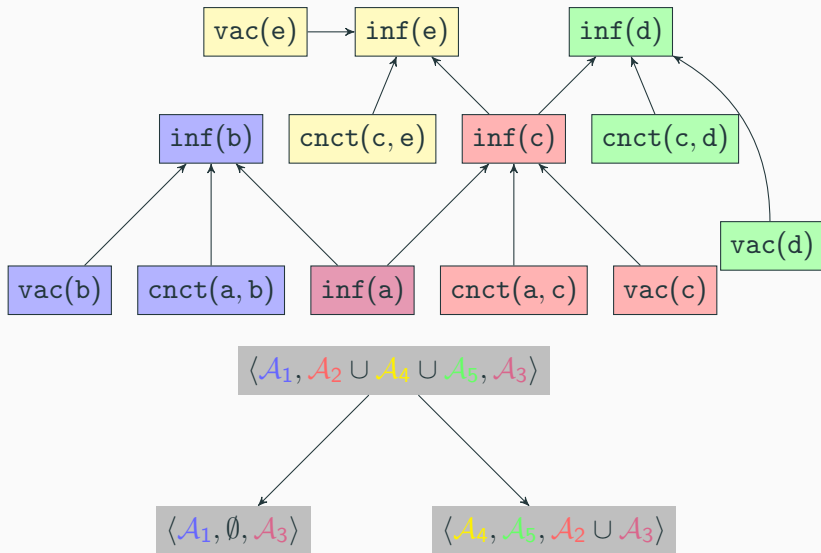 vac(e) inf(e) inf(d)
inf(b) cnct(c, e) inf(c) cnct(c, d)
vac(d)
vac(b) cnct(a, b) inf(a) cnct(a, c) vac(c)
⟨𝒜₁, 𝒜₂ ∪ 𝒜₄ ∪ 𝒜₅, 𝒜₃⟩
⟨𝒜₁, ∅, 𝒜₃⟩ ⟨𝒜₄, 𝒜₅, 𝒜₂ ∪ 𝒜₃⟩